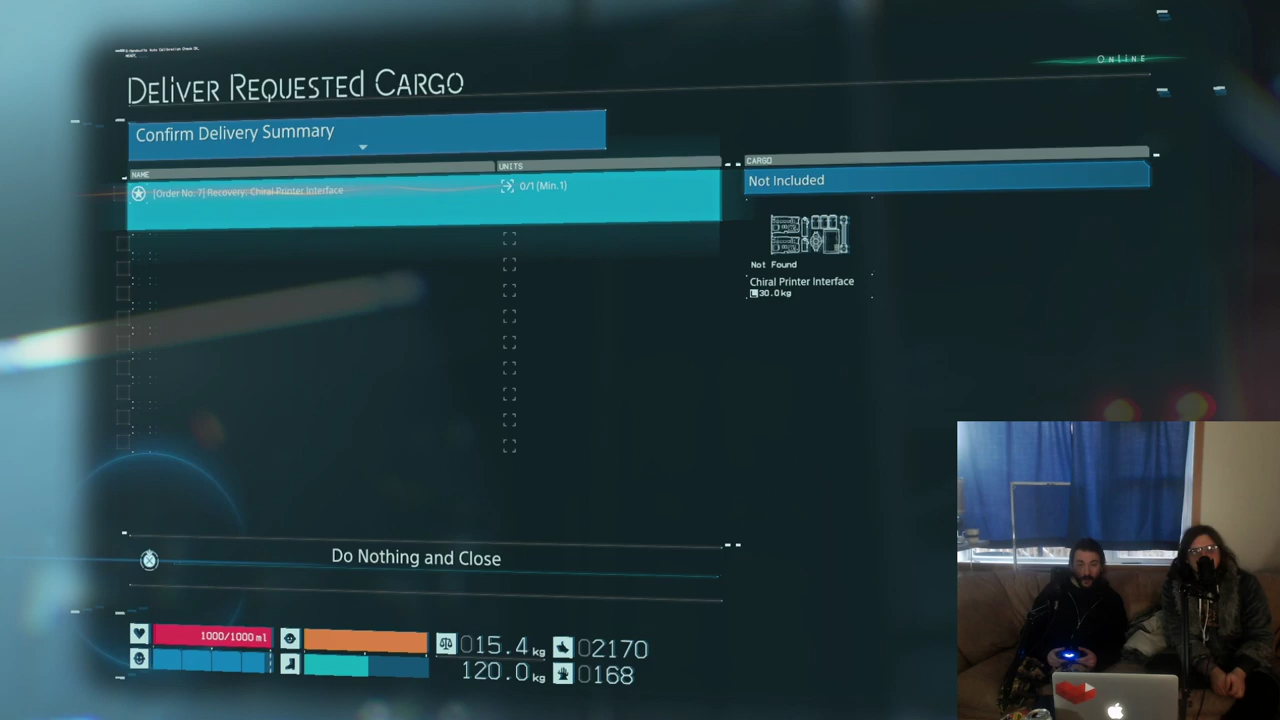 DELIVER REQUESTED CARGO
ONLINE
Confirm Delivery Summary
NAME
UNITS
[Order No. 7] Recovery: Chiral Printer Interface
0/1 (Min.1)
CARGO
Not Included
Not Found
Chiral Printer Interface
30.0kg
Do Nothing and Close
1000/1000 ml
015.4 kg
120.0 kg
02170
0168